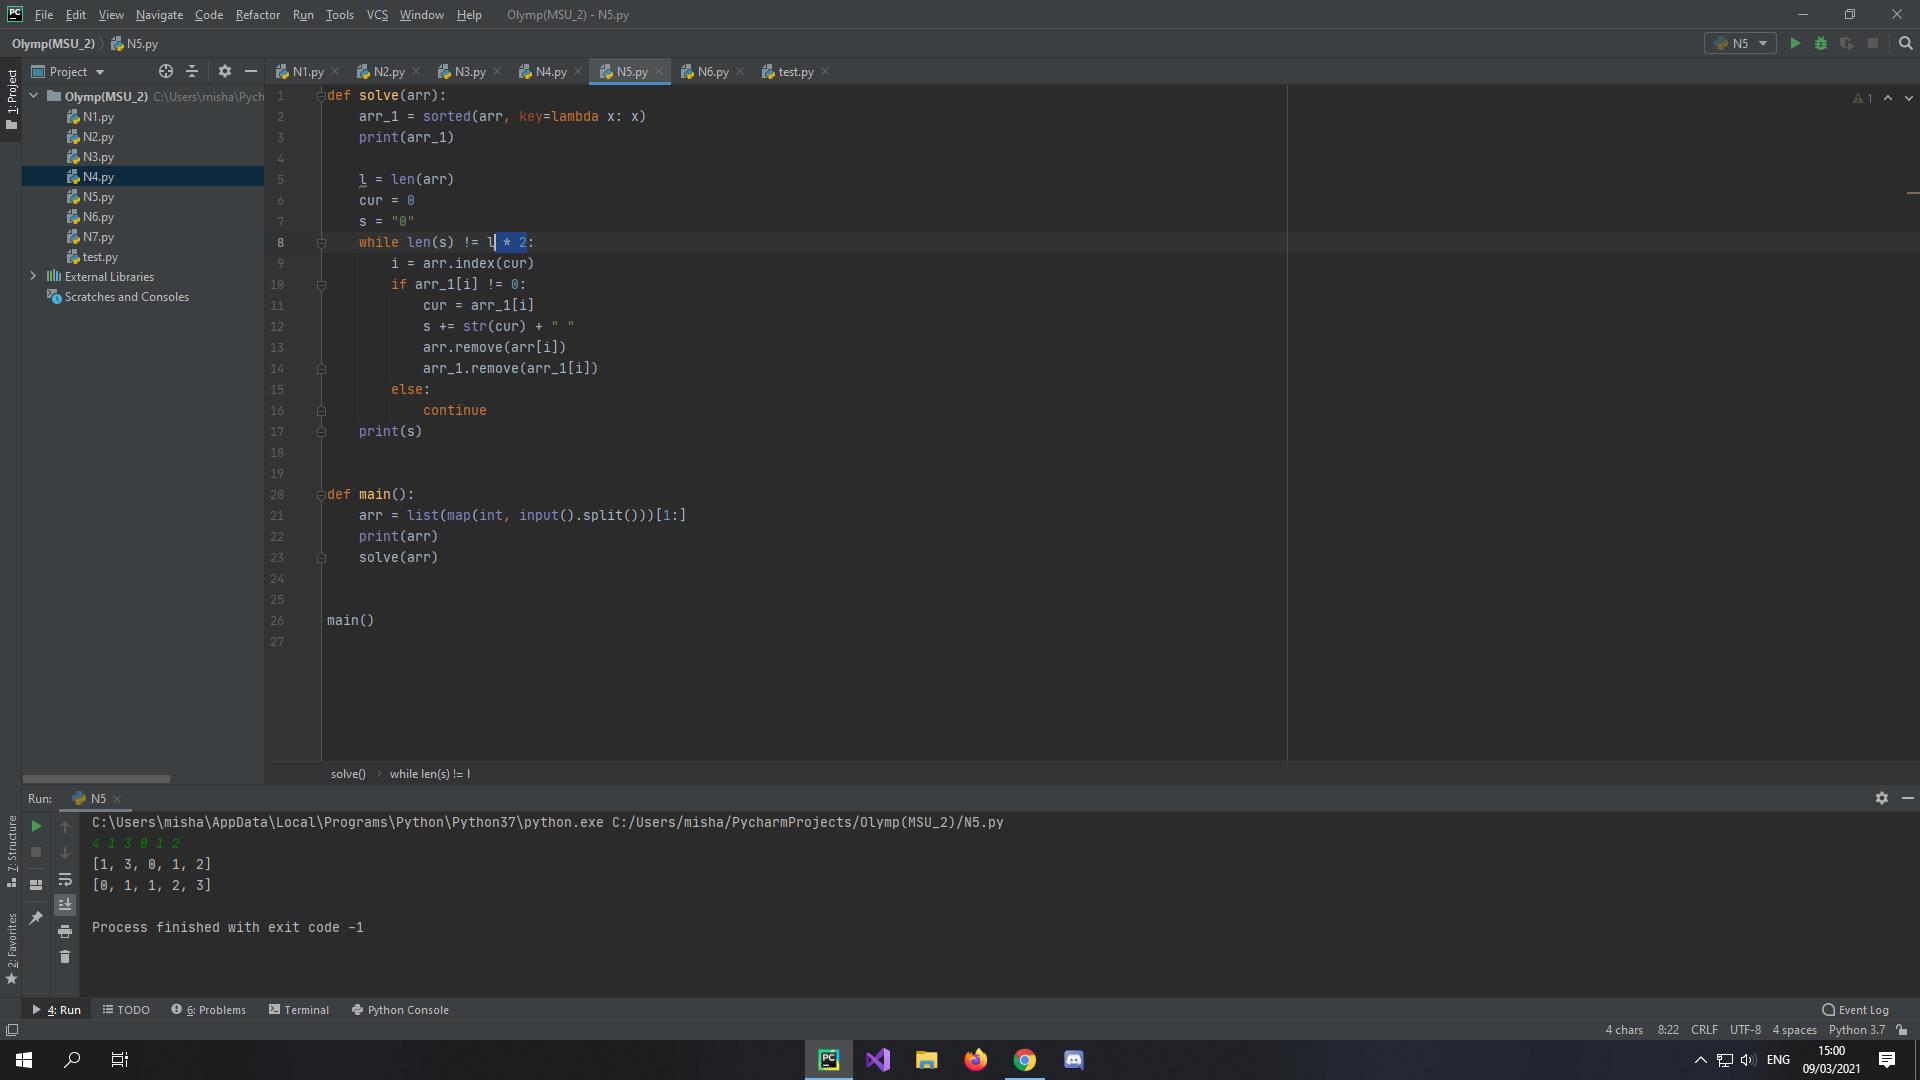 PC File Edit View Navigate Code Refactor Run Tools VCS Window Help Olymp(MSU_2) - N5.py
Olymp(MSU_2) N5.py N5
1: Project
Project N1.py N2.py N3.py N4.py N5.py N6.py test.py
Olymp(MSU_2) C:\Users\misha\Pych
N1.py
N2.py
N3.py
N4.py
N5.py
N6.py
N7.py
test.py
External Libraries
Scratches and Consoles
1
1 def solve(arr):
2 arr_1 = sorted(arr, key=lambda x: x)
3 print(arr_1)
4
5 l = len(arr)
6 cur = 0
7 s = "0"
8 while len(s) != l * 2:
9 i = arr.index(cur)
10 if arr_1[i] != 0:
11 cur = arr_1[i]
12 s += str(cur) + " "
13 arr.remove(arr[i])
14 arr_1.remove(arr_1[i])
15 else:
16 continue
17 print(s)
18
19
20 def main():
21 arr = list(map(int, input().split()))[1:]
22 print(arr)
23 solve(arr)
24
25
26 main()
27
solve() while len(s) != l
Run: N5
C:\Users\misha\AppData\Local\Programs\Python\Python37\python.exe C:/Users/misha/PycharmProjects/Olymp(MSU_2)/N5.py
4 1 3 0 1 2
[1, 3, 0, 1, 2]
[0, 1, 1, 2, 3]
Process finished with exit code -1
7: Structure
2: Favorites
4: Run TODO 6: Problems Terminal Python Console Event Log
4 chars 8:22 CRLF UTF-8 4 spaces Python 3.7
PC ENG 15:00
09/03/2021